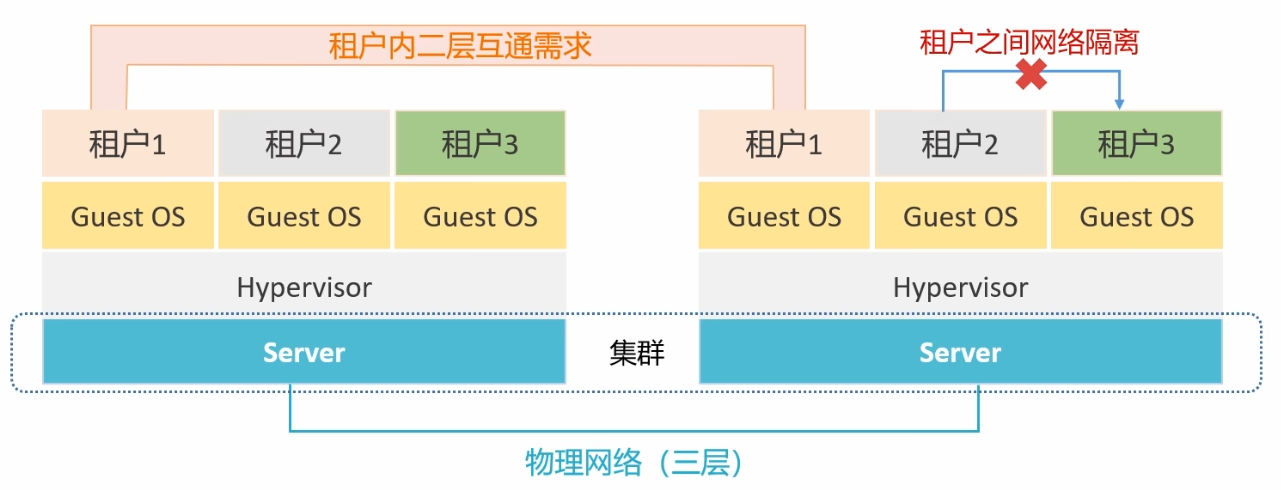 租户内二层互通需求
租户之间网络隔离
租户1 租户2 租户3 租户1 租户2 租户3
Guest OS Guest OS Guest OS Guest OS Guest OS Guest OS
Hypervisor Hypervisor
Server 集群 Server
物理网络（三层）